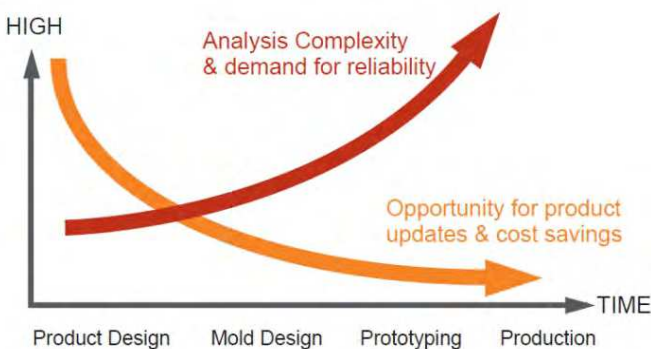 HIGH
Analysis Complexity
& demand for reliability
Opportunity for product
updates & cost savings
TIME
Product Design
Mold Design
Prototyping
Production